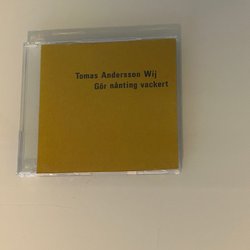 Tomas Andersson Wij
Gör nånting vackert